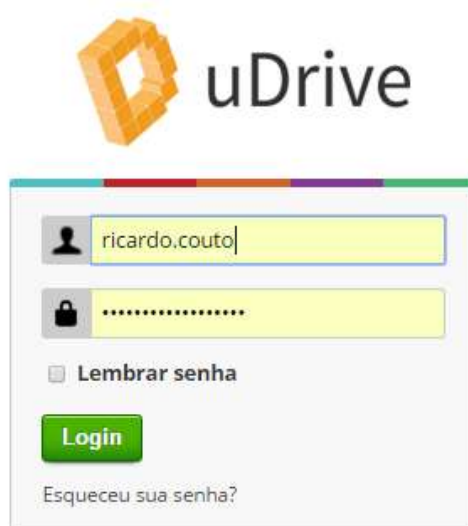 uDrive
ricardo.couto
••••••••••••••••••
Lembrar senha
Login
Esqueceu sua senha?